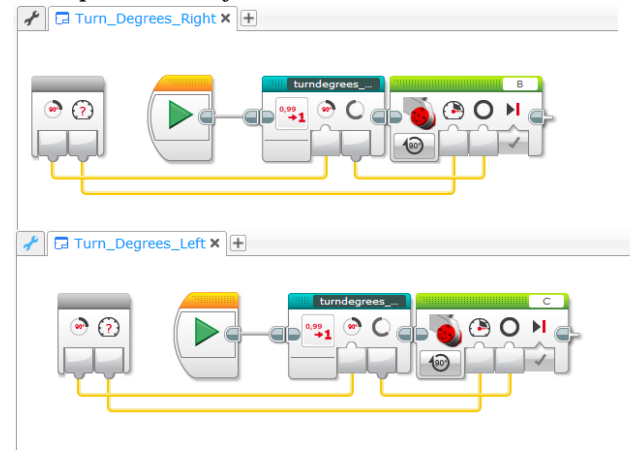 Turn_Degrees_Right
turndegrees_... B
90° ? 0,99 90°
→1
90°
Turn_Degrees_Left
turndegrees_... C
90° ? 0,99 90°
→1
90°